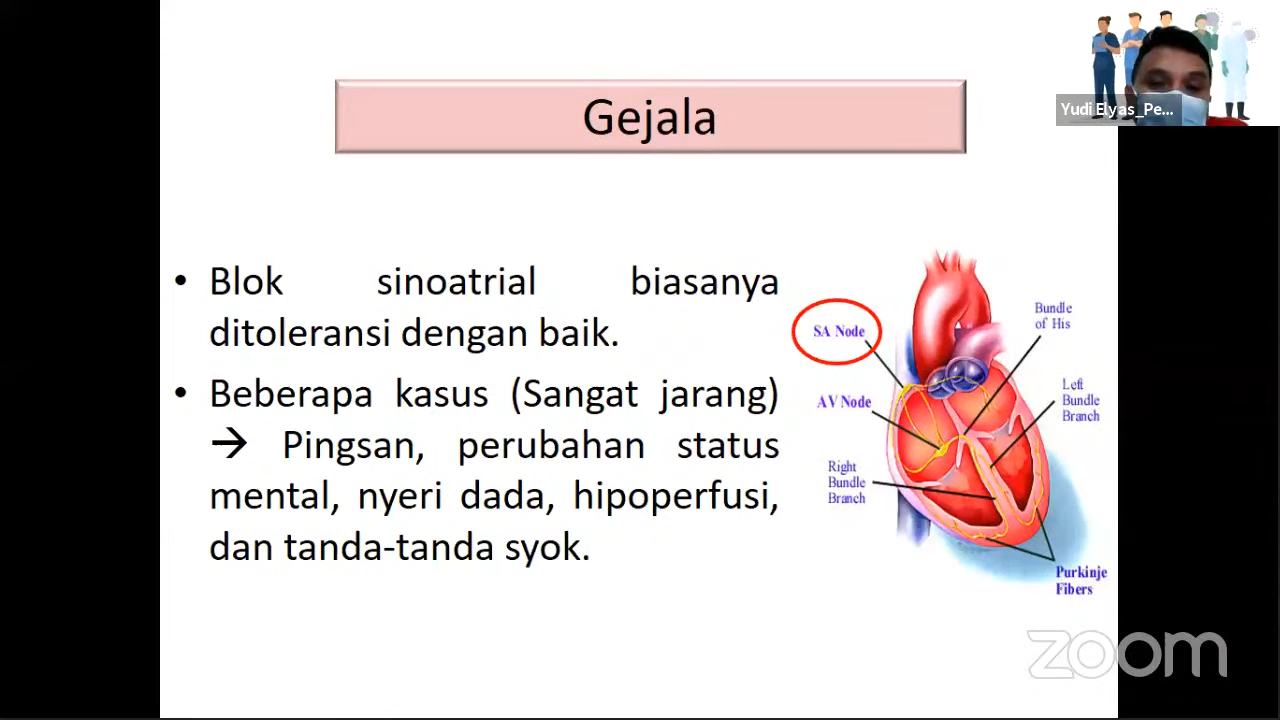 Gejala
Yudi Elyas_Pe...
• Blok sinoatrial biasanya
ditoleransi dengan baik.
• Beberapa kasus (Sangat jarang)
→ Pingsan, perubahan status
mental, nyeri dada, hipoperfusi,
dan tanda-tanda syok.
SA Node
AV Node
Right
Bundle
Branch
Bundle
of His
Left
Bundle
Branch
Purkinje
Fibers
zoom